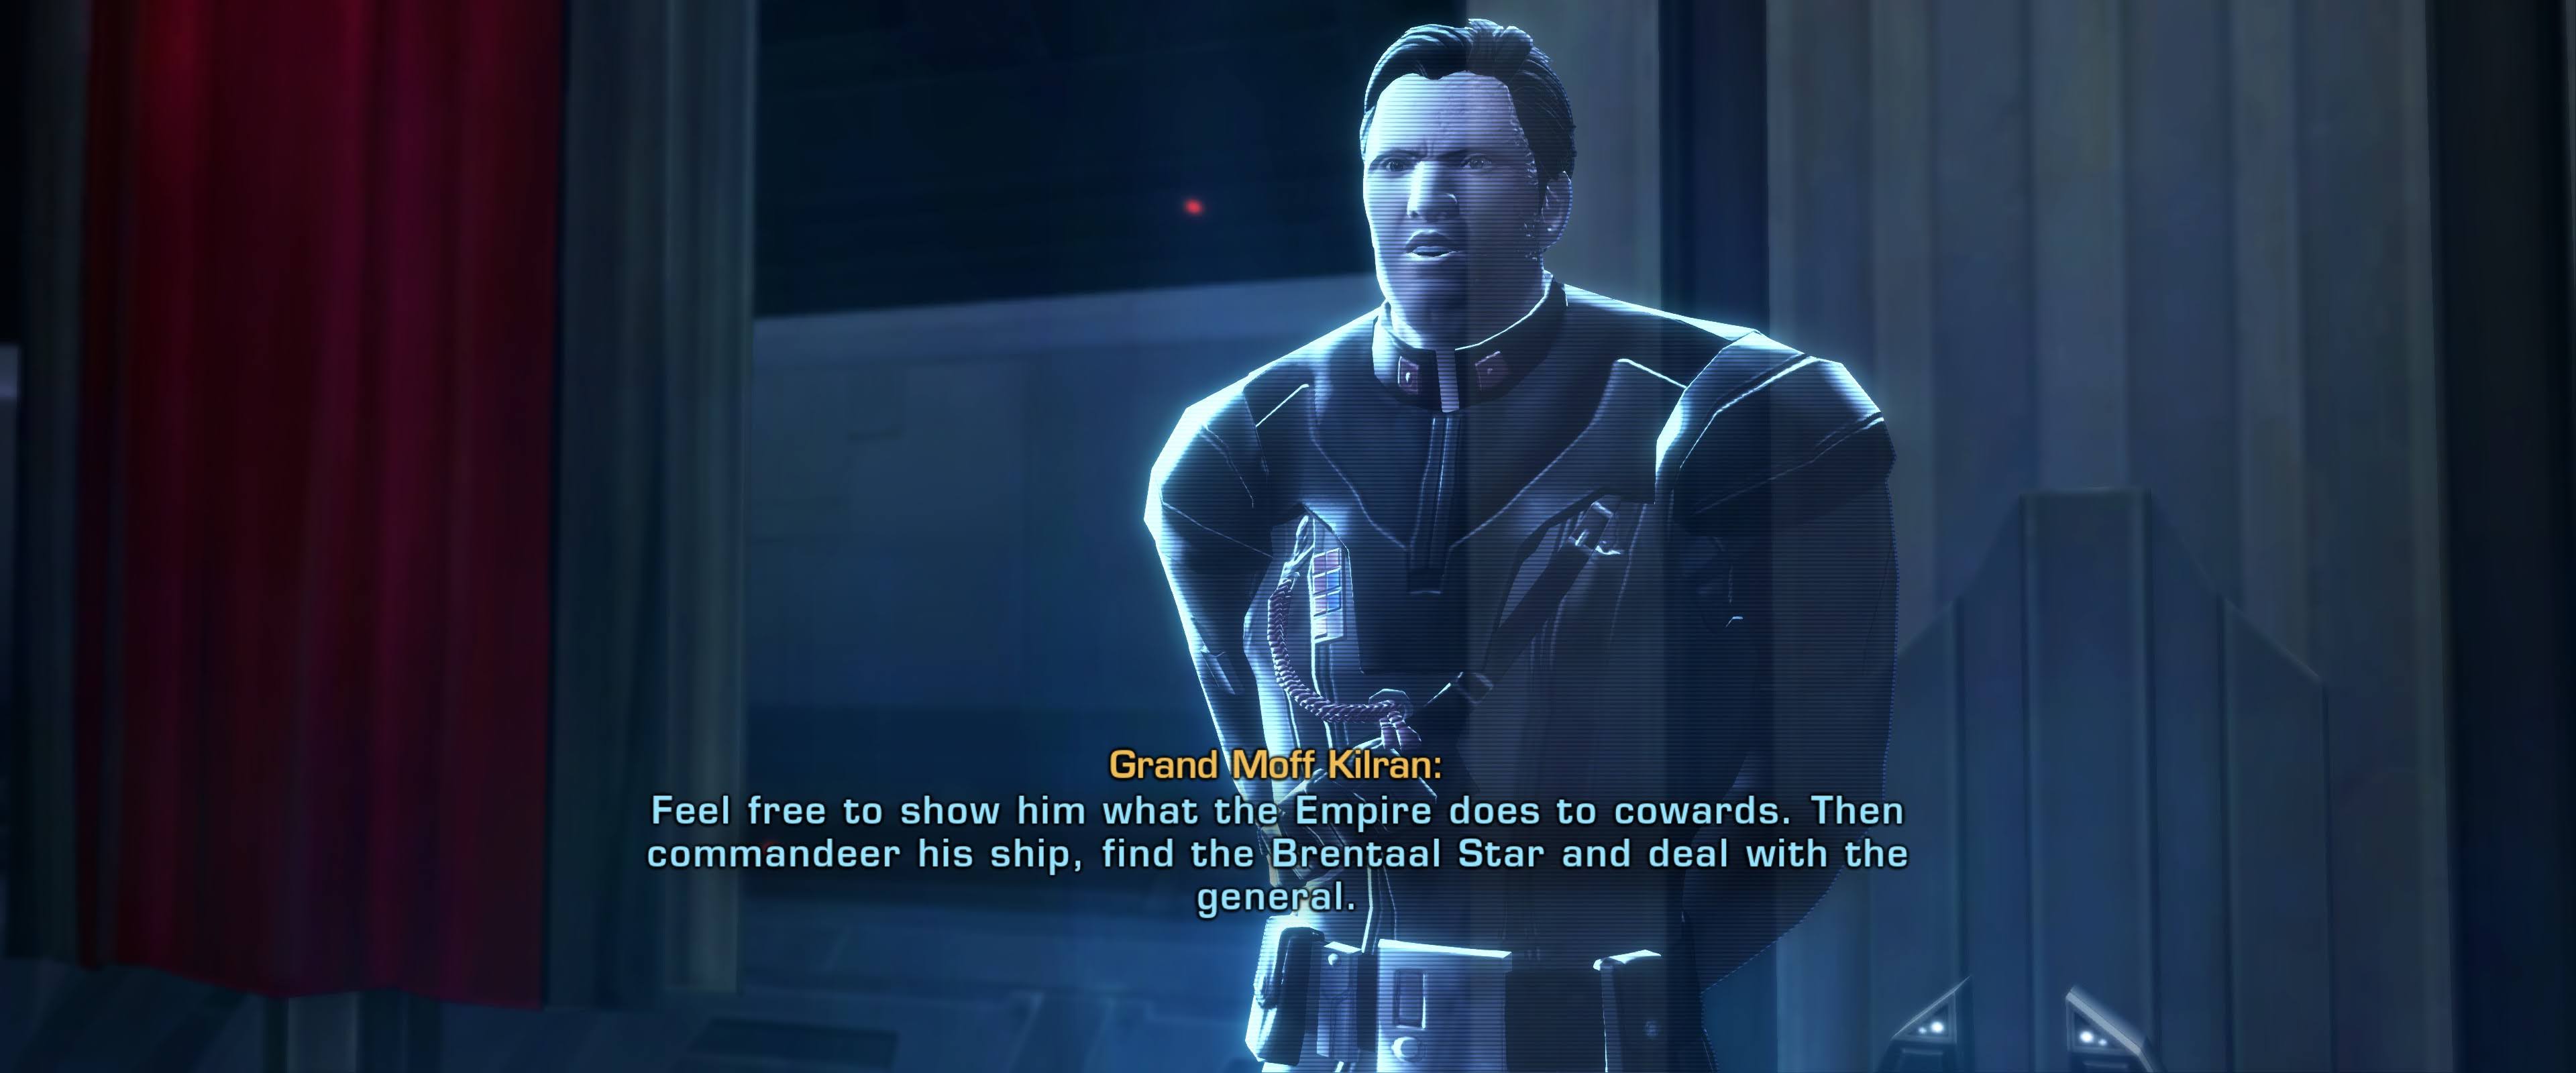 Grand Moff Kilran:
Feel free to show him what the Empire does to cowards. Then
commandeer his ship, find the Brentaal Star and deal with the
general.